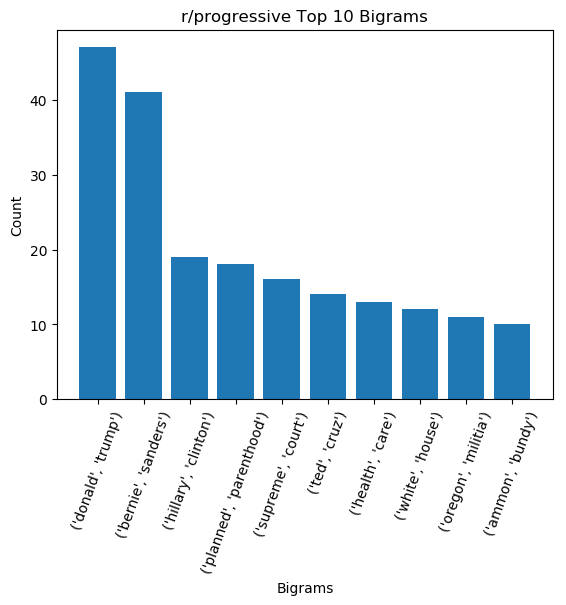 r/progressive Top 10 Bigrams
Count
40
30
20
10
0
('donald', 'trump')
('bernie', 'sanders')
('hillary', 'clinton')
('planned', 'parenthood')
('supreme', 'court')
('ted', 'cruz')
('health', 'care')
('white', 'house')
('oregon', 'militia')
('ammon', 'bundy')
Bigrams